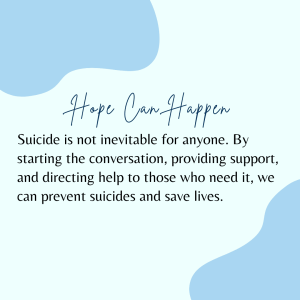 Hope Can Happen
Suicide is not inevitable for anyone. By
starting the conversation, providing support,
and directing help to those who need it, we
can prevent suicides and save lives.